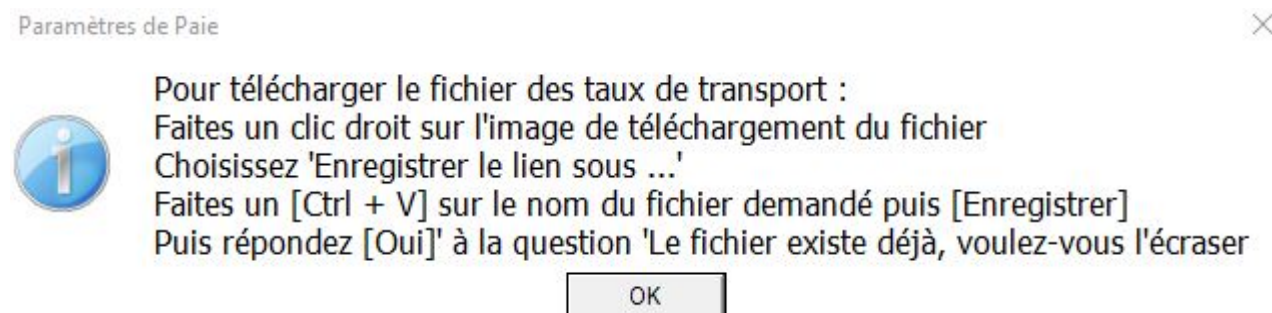 Paramètres de Paie
Pour télécharger le fichier des taux de transport :
Faites un clic droit sur l'image de téléchargement du fichier
Choisissez 'Enregistrer le lien sous ...'
Faites un [Ctrl + V] sur le nom du fichier demandé puis [Enregistrer]
Puis répondez [Oui]' à la question 'Le fichier existe déjà, voulez-vous l'écraser
OK